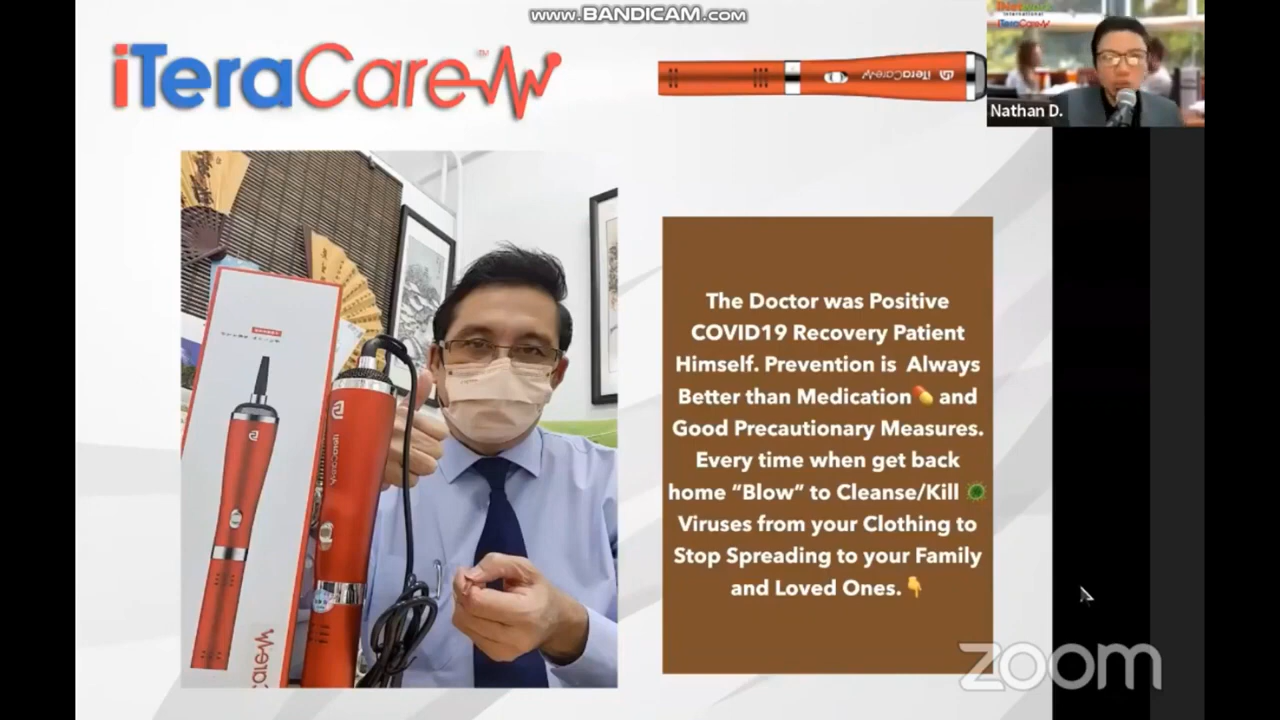 www.BANDICAM.com
iTeraCare™
iTeraCare
Nathan D.
The Doctor was Positive
COVID19 Recovery Patient
Himself. Prevention is Always
Better than Medication💊 and
Good Precautionary Measures.
Every time when get back
home “Blow” to Cleanse/Kill 🦠
Viruses from your Clothing to
Stop Spreading to your Family
and Loved Ones.👇
zoom